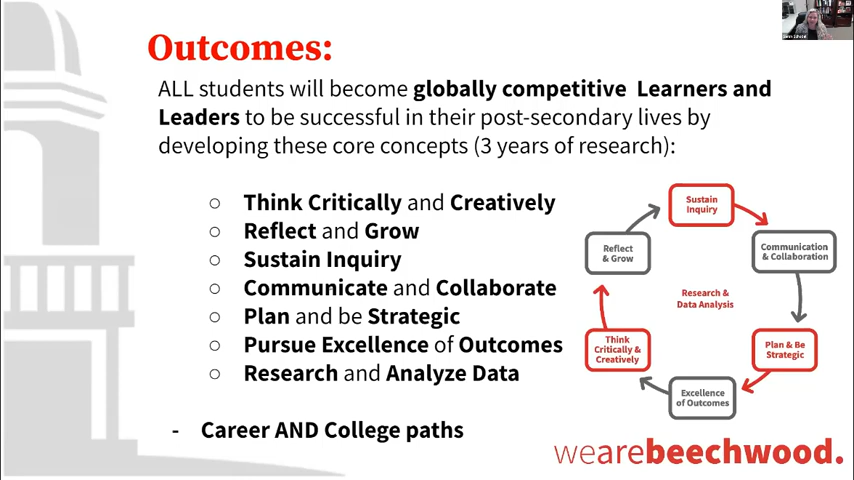 Outcomes:
ALL students will become globally competitive Learners and
Leaders to be successful in their post-secondary lives by
developing these core concepts (3 years of research):
○ Think Critically and Creatively
○ Reflect and Grow
○ Sustain Inquiry
○ Communicate and Collaborate
○ Plan and be Strategic
○ Pursue Excellence of Outcomes
○ Research and Analyze Data
- Career AND College paths
Sustain
Inquiry
Communication
& Collaboration
Plan & Be
Strategic
Excellence
of Outcomes
Think
Critically &
Creatively
Reflect
& Grow
Research &
Data Analysis
wearebeechwood.